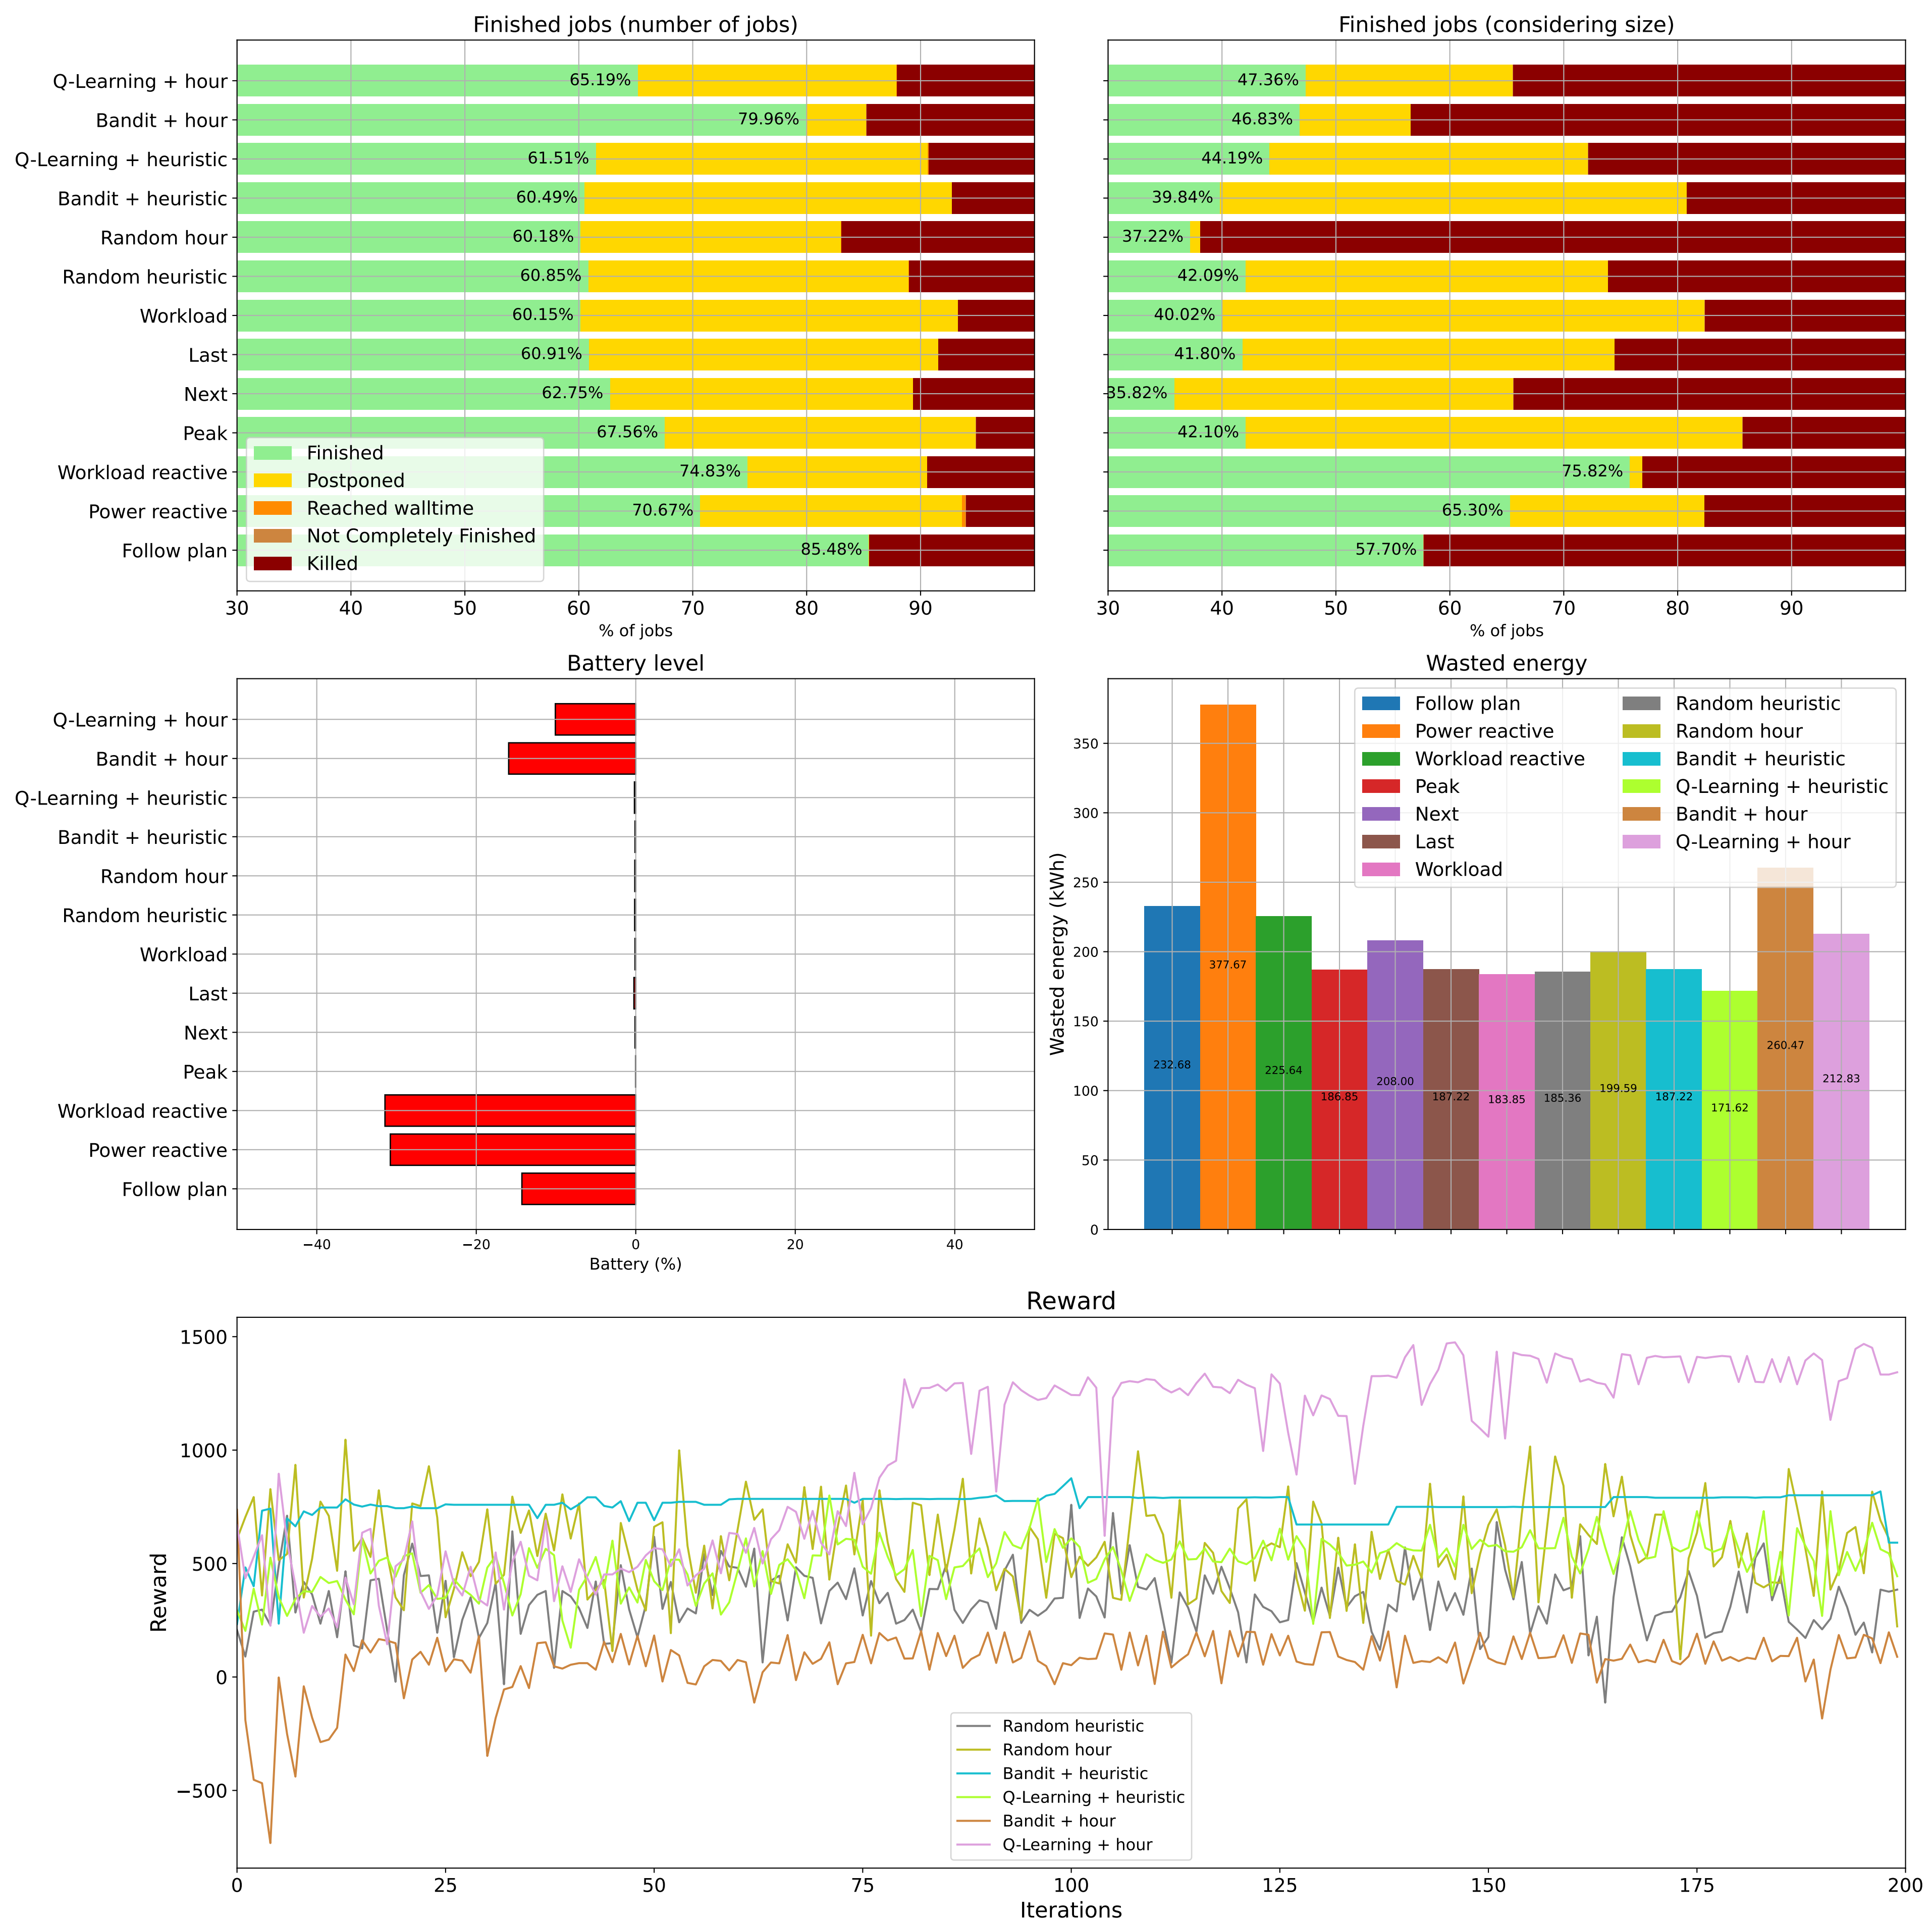 Finished jobs (number of jobs)
Q-Learning + hour
65.19%
Bandit + hour
79.96%
Q-Learning + heuristic
61.51%
Bandit + heuristic
60.49%
Random hour
60.18%
Random heuristic
60.85%
Workload
60.15%
Last
60.91%
Next
62.75%
Peak
67.56%
Workload reactive
74.83%
Power reactive
70.67%
Follow plan
85.48%
Finished
Postponed
Reached walltime
Not Completely Finished
Killed
30 40 50 60 70 80 90
% of jobs
Finished jobs (considering size)
47.36%
46.83%
44.19%
39.84%
37.22%
42.09%
40.02%
41.80%
35.82%
42.10%
75.82%
65.30%
57.70%
30 40 50 60 70 80 90
% of jobs
Battery level
Q-Learning + hour
Bandit + hour
Q-Learning + heuristic
Bandit + heuristic
Random hour
Random heuristic
Workload
Last
Next
Peak
Workload reactive
Power reactive
Follow plan
−40 −20 0 20 40
Battery (%)
Wasted energy
Wasted energy (kWh)
350
300
250
200
150
100
50
0
Follow plan
Power reactive
Workload reactive
Peak
Next
Last
Workload
Random heuristic
Random hour
Bandit + heuristic
Q-Learning + heuristic
Bandit + hour
Q-Learning + hour
232.68
377.67
225.64
186.85
208.00
187.22
183.85
185.36
199.59
187.22
171.62
260.47
212.83
Reward
Reward
1500
1000
500
0
−500
Random heuristic
Random hour
Bandit + heuristic
Q-Learning + heuristic
Bandit + hour
Q-Learning + hour
0 25 50 75 100 125 150 175 200
Iterations